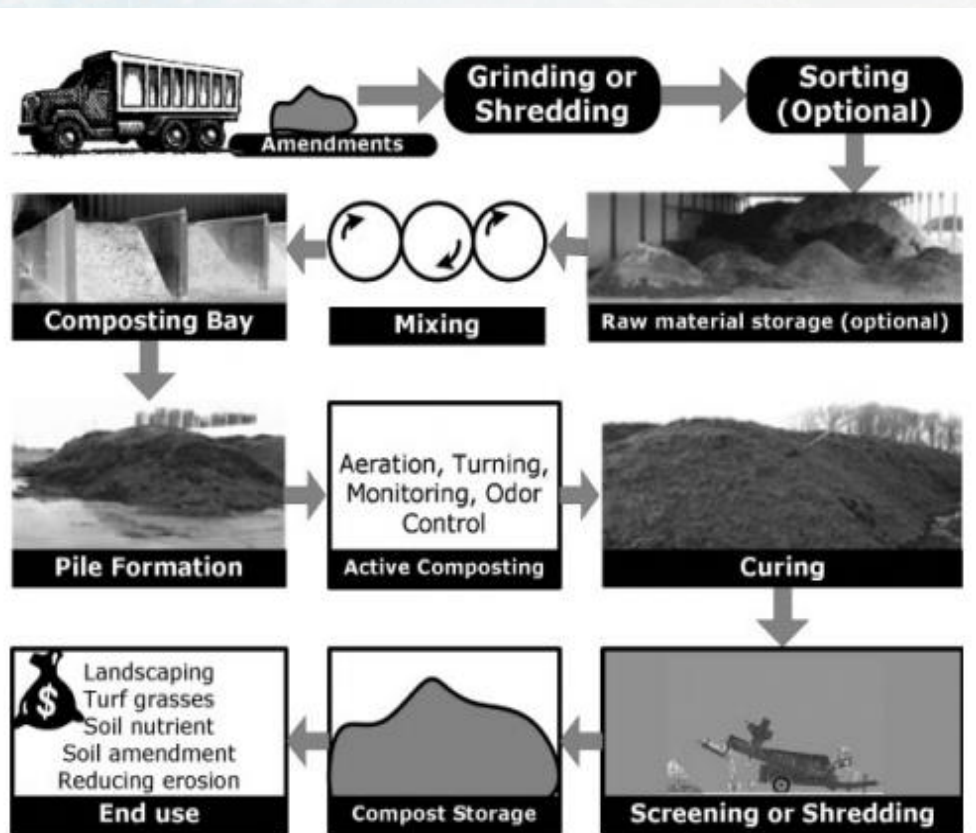 Amendments
Grinding or
Shredding
Sorting
(Optional)
Raw material storage (optional)
Mixing
Composting Bay
Pile Formation
Aeration, Turning,
Monitoring, Odor
Control
Active Composting
Curing
Screening or Shredding
Compost Storage
$
Landscaping
Turf grasses
Soil nutrient
Soil amendment
Reducing erosion
End use